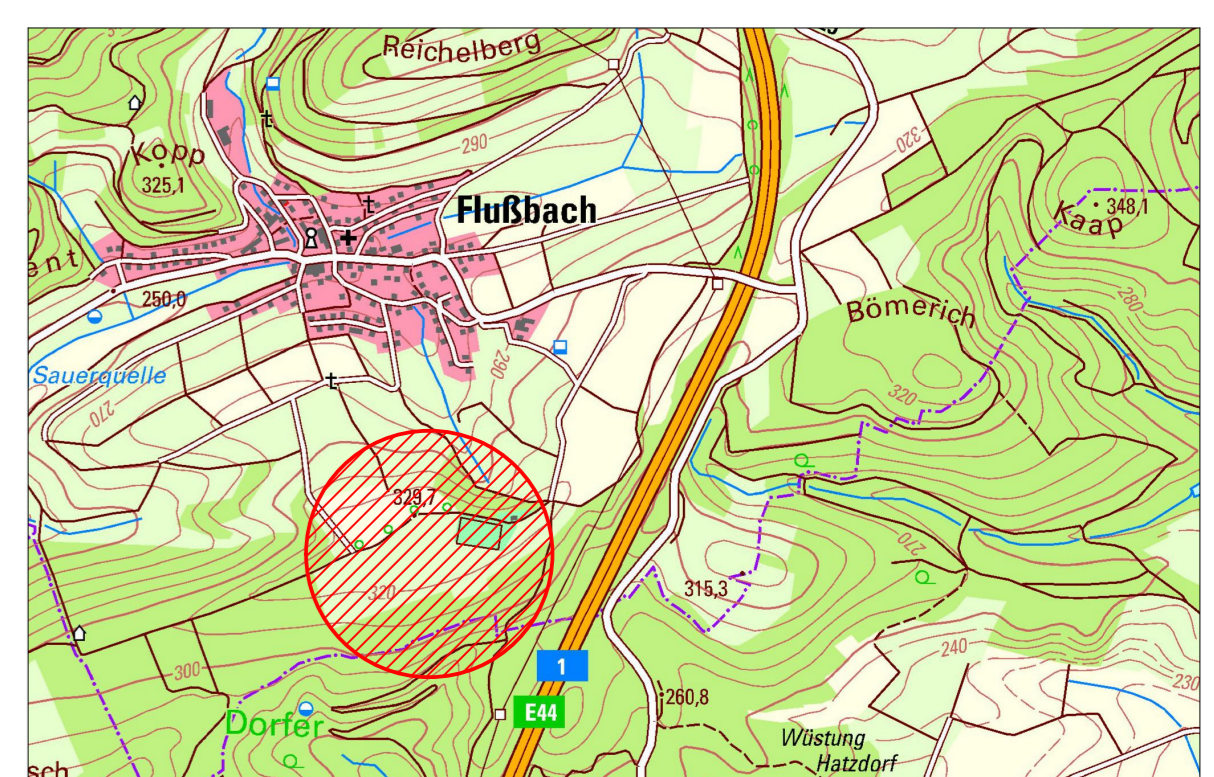 Reichelberg
290
320
Kopp
325,1
Flußbach
348,1
Kaap
ent
250,0
280
Bömerich
290
Sauerquelle
270
320
329,7
270
320
315,3
300
240
1
230
260,8
E44
Dorfer
Wüstung
Hatzdorf
sch